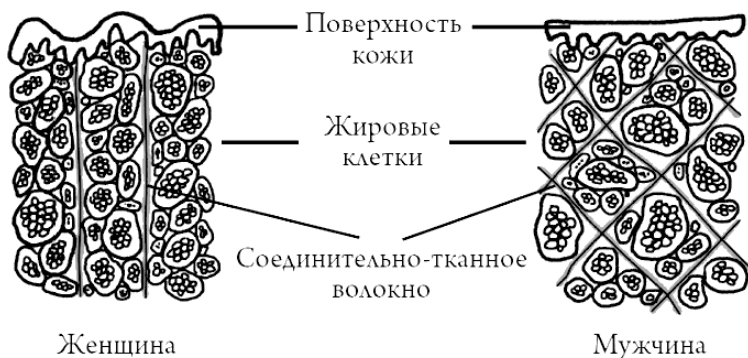 Поверхность
кожи
Жировые
клетки
Соединительно-тканное
волокно
Женщина
Мужчина